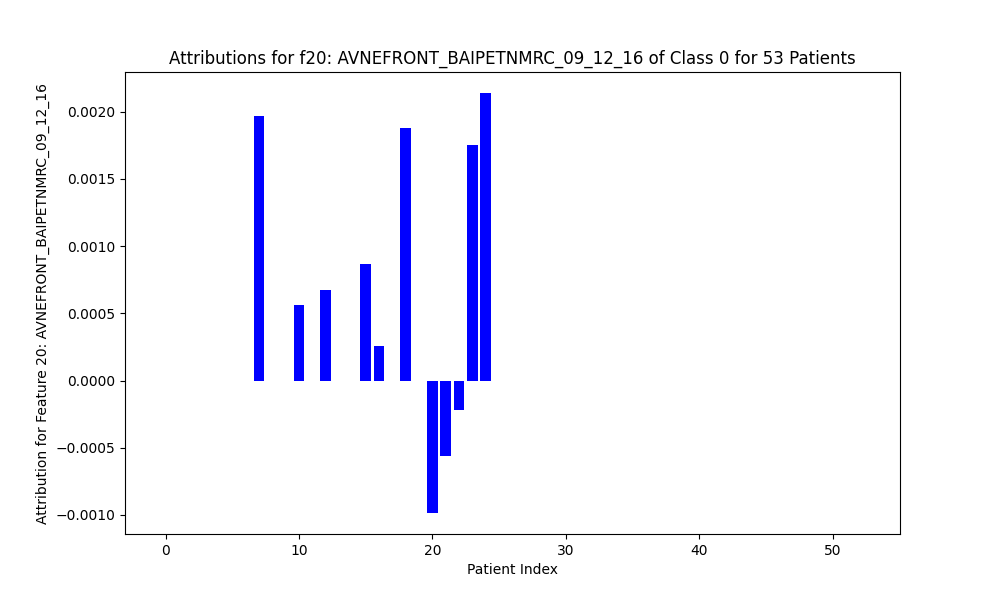 Attributions for f20: AVNEFRONT_BAIPETNMRC_09_12_16 of Class 0 for 53 Patients
Attribution for Feature 20: AVNEFRONT_BAIPETNMRC_09_12_16
0.0020
0.0015
0.0010
0.0005
0.0000
−0.0005
−0.0010
0 10 20 30 40 50
Patient Index